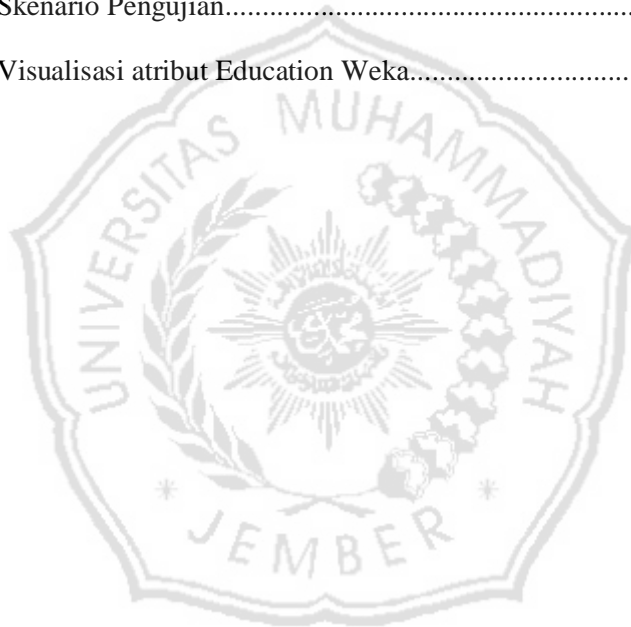 Skenario Pengujian........................................................
Visualisasi atribut Education Weka.............................
UNIVERSITAS MUHAMMADIYAH
JEMBER